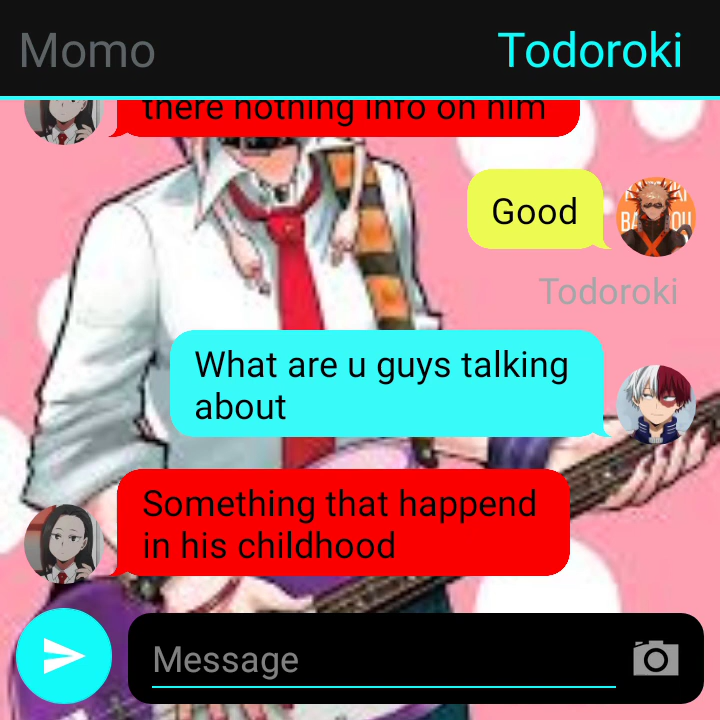 Momo
Todoroki
there nothing info on him
Good
Todoroki
What are u guys talking
about
Something that happend
in his childhood
Message